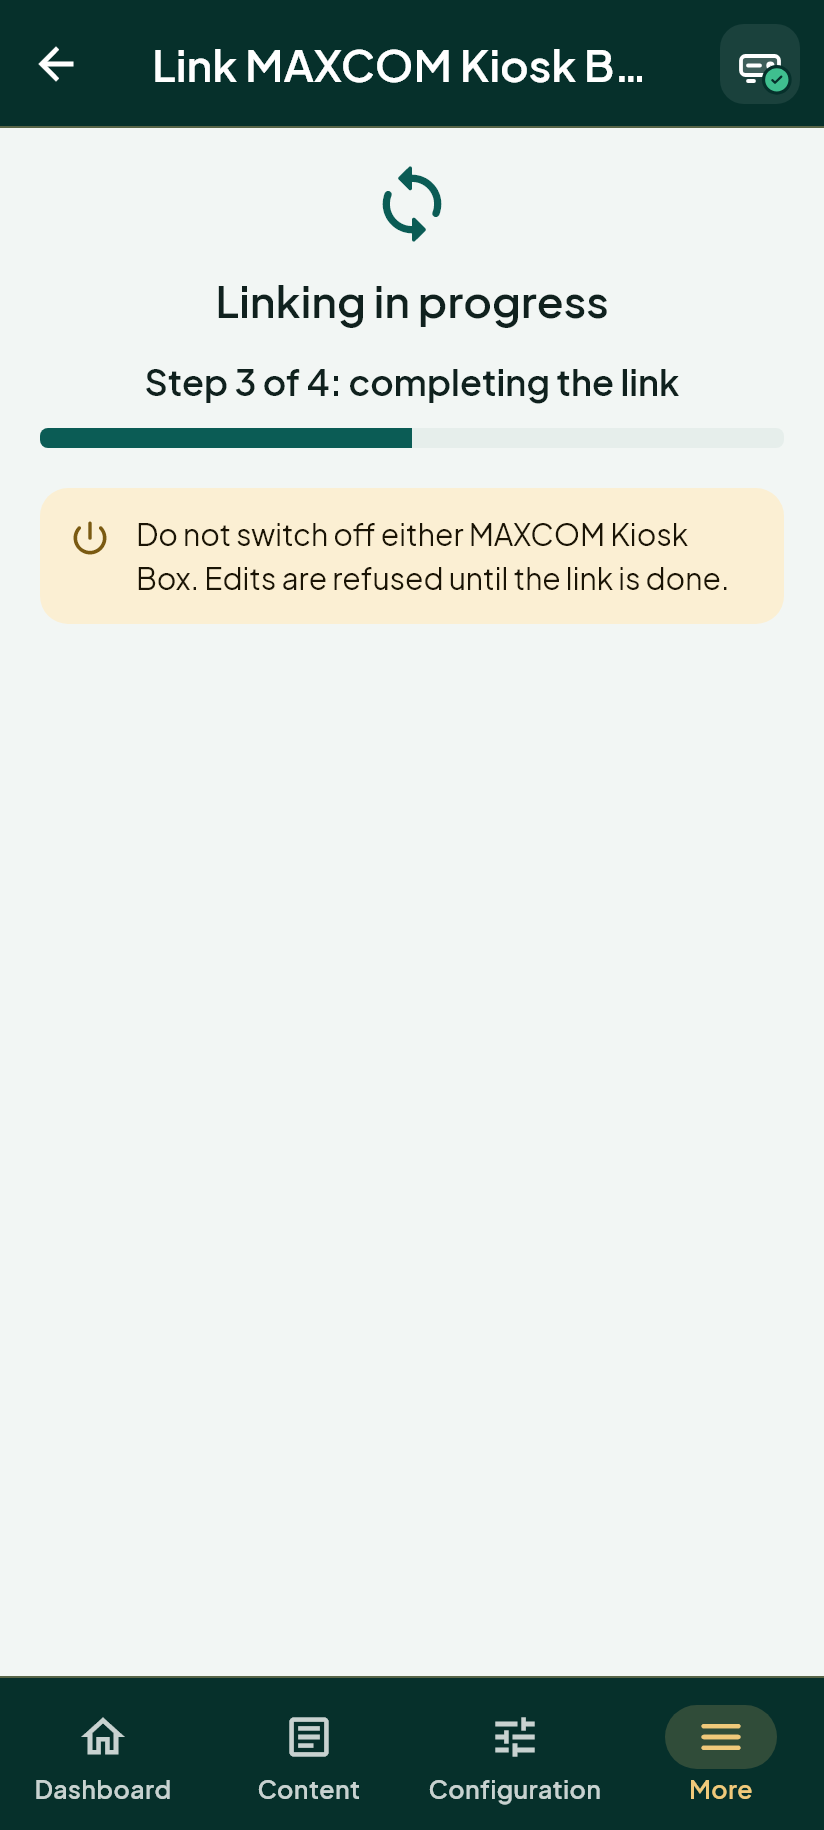 Link MAXCOM Kiosk B...
Linking in progress
Step 3 of 4: completing the link
Do not switch off either MAXCOM Kiosk
Box. Edits are refused until the link is done.
Dashboard
Content
Configuration
More